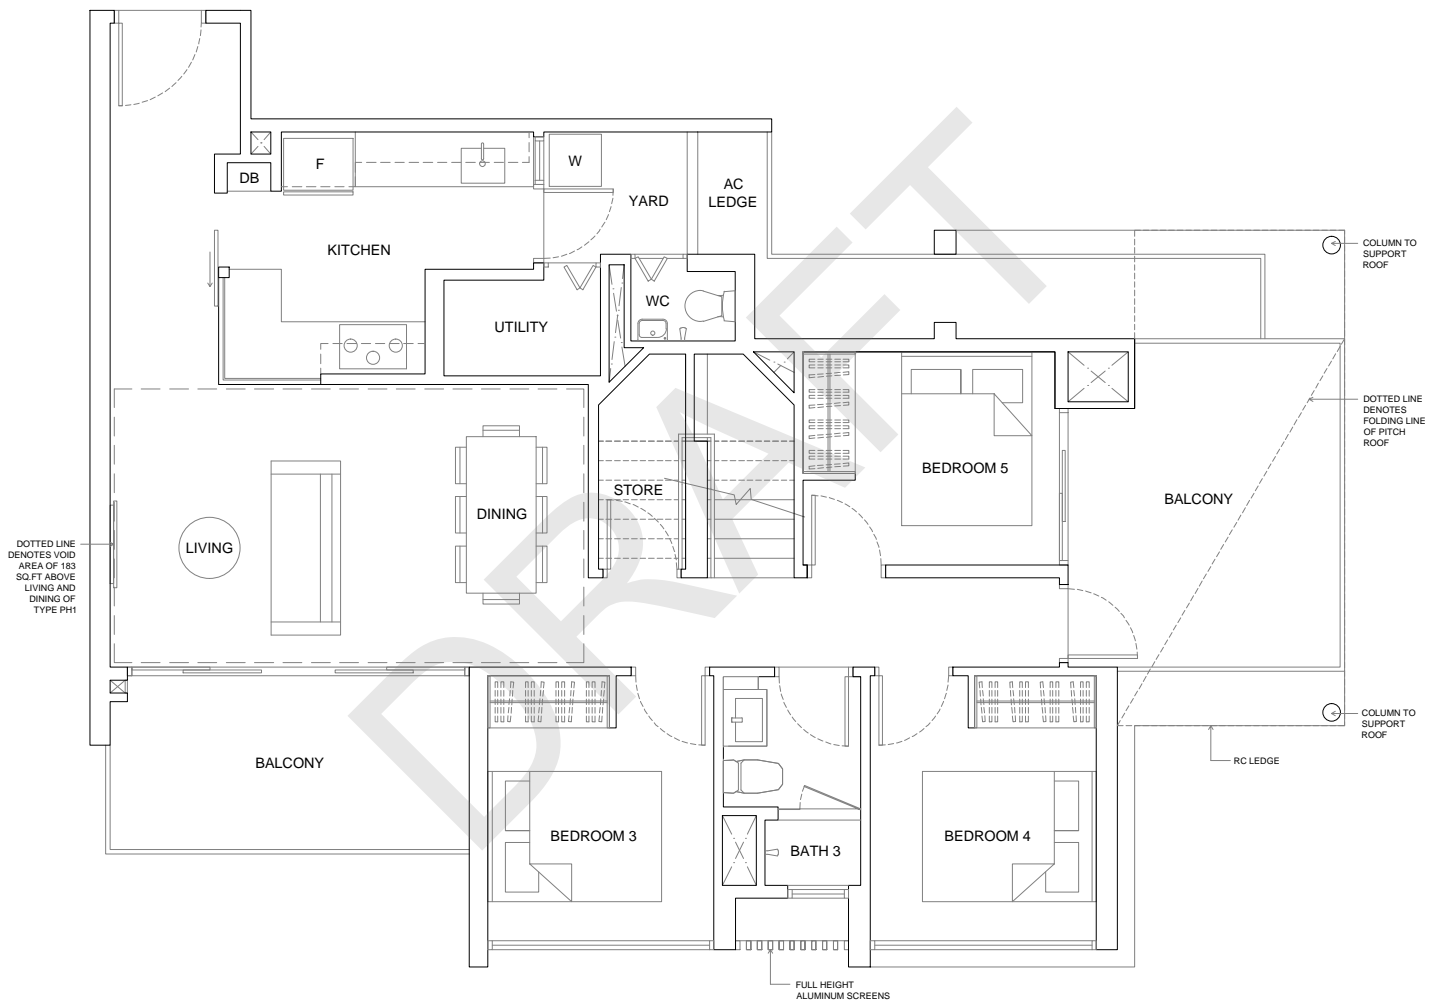 F
W
DB
YARD
AC
LEDGE
KITCHEN
COLUMN TO
SUPPORT
ROOF
WC
UTILITY
DOTTED LINE
DENOTES
FOLDING LINE
OF PITCH
ROOF
BEDROOM 5
STORE
BALCONY
DINING
LIVING
DOTTED LINE
DENOTES VOID
AREA OF 183
SQ.FT ABOVE
LIVING AND
DINING OF
TYPE PH1
DRAFT
COLUMN TO
SUPPORT
ROOF
BALCONY
RC LEDGE
BEDROOM 3
BATH 3
BEDROOM 4
FULL HEIGHT
ALUMINUM SCREENS